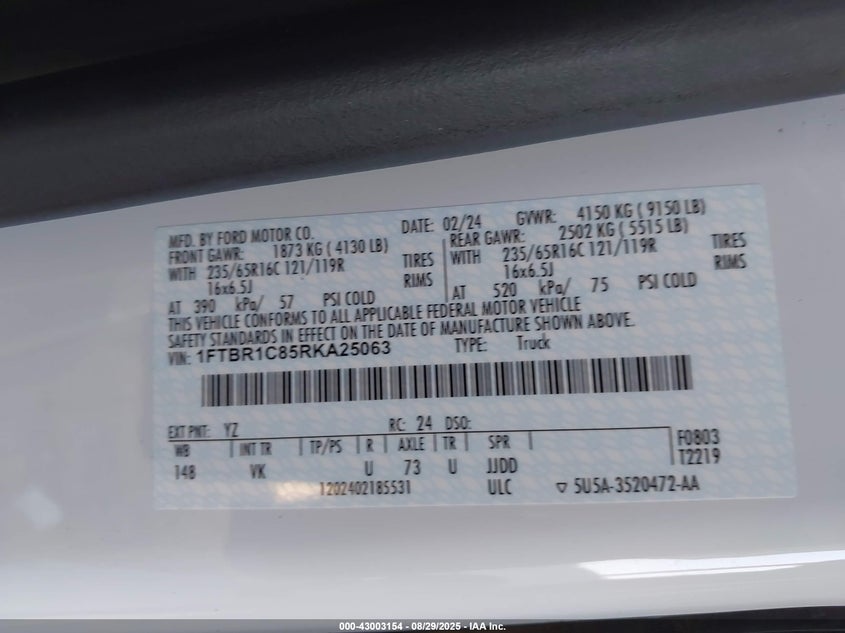 MFD. BY FORD MOTOR CO. DATE: 02/24 GVWR: 4150 KG ( 9150 LB)
FRONT GAWR: 1873 KG ( 4130 LB) REAR GAWR: 2502 KG ( 5515 LB)
WITH 235/65R16C 121/119R TIRES WITH 235/65R16C 121/119R TIRES
16x6.5J RIMS 16x6.5J RIMS
AT 390 kPa/ 57 PSI COLD AT 520 kPa/ 75 PSI COLD
THIS VEHICLE CONFORMS TO ALL APPLICABLE FEDERAL MOTOR VEHICLE
SAFETY STANDARDS IN EFFECT ON THE DATE OF MANUFACTURE SHOWN ABOVE.
VIN: 1FTBR1C85RKA25063 TYPE: Truck
EXT PNT: YZ RC: 24 DSO:
WB INT TR TP/PS R AXLE TR SPR F0803
148 VK U 73 U JJDD T2219
1202402185531 ULC ▽ 5U5A-3520472-AA
000-43003154 - 08/29/2025 - IAA Inc.